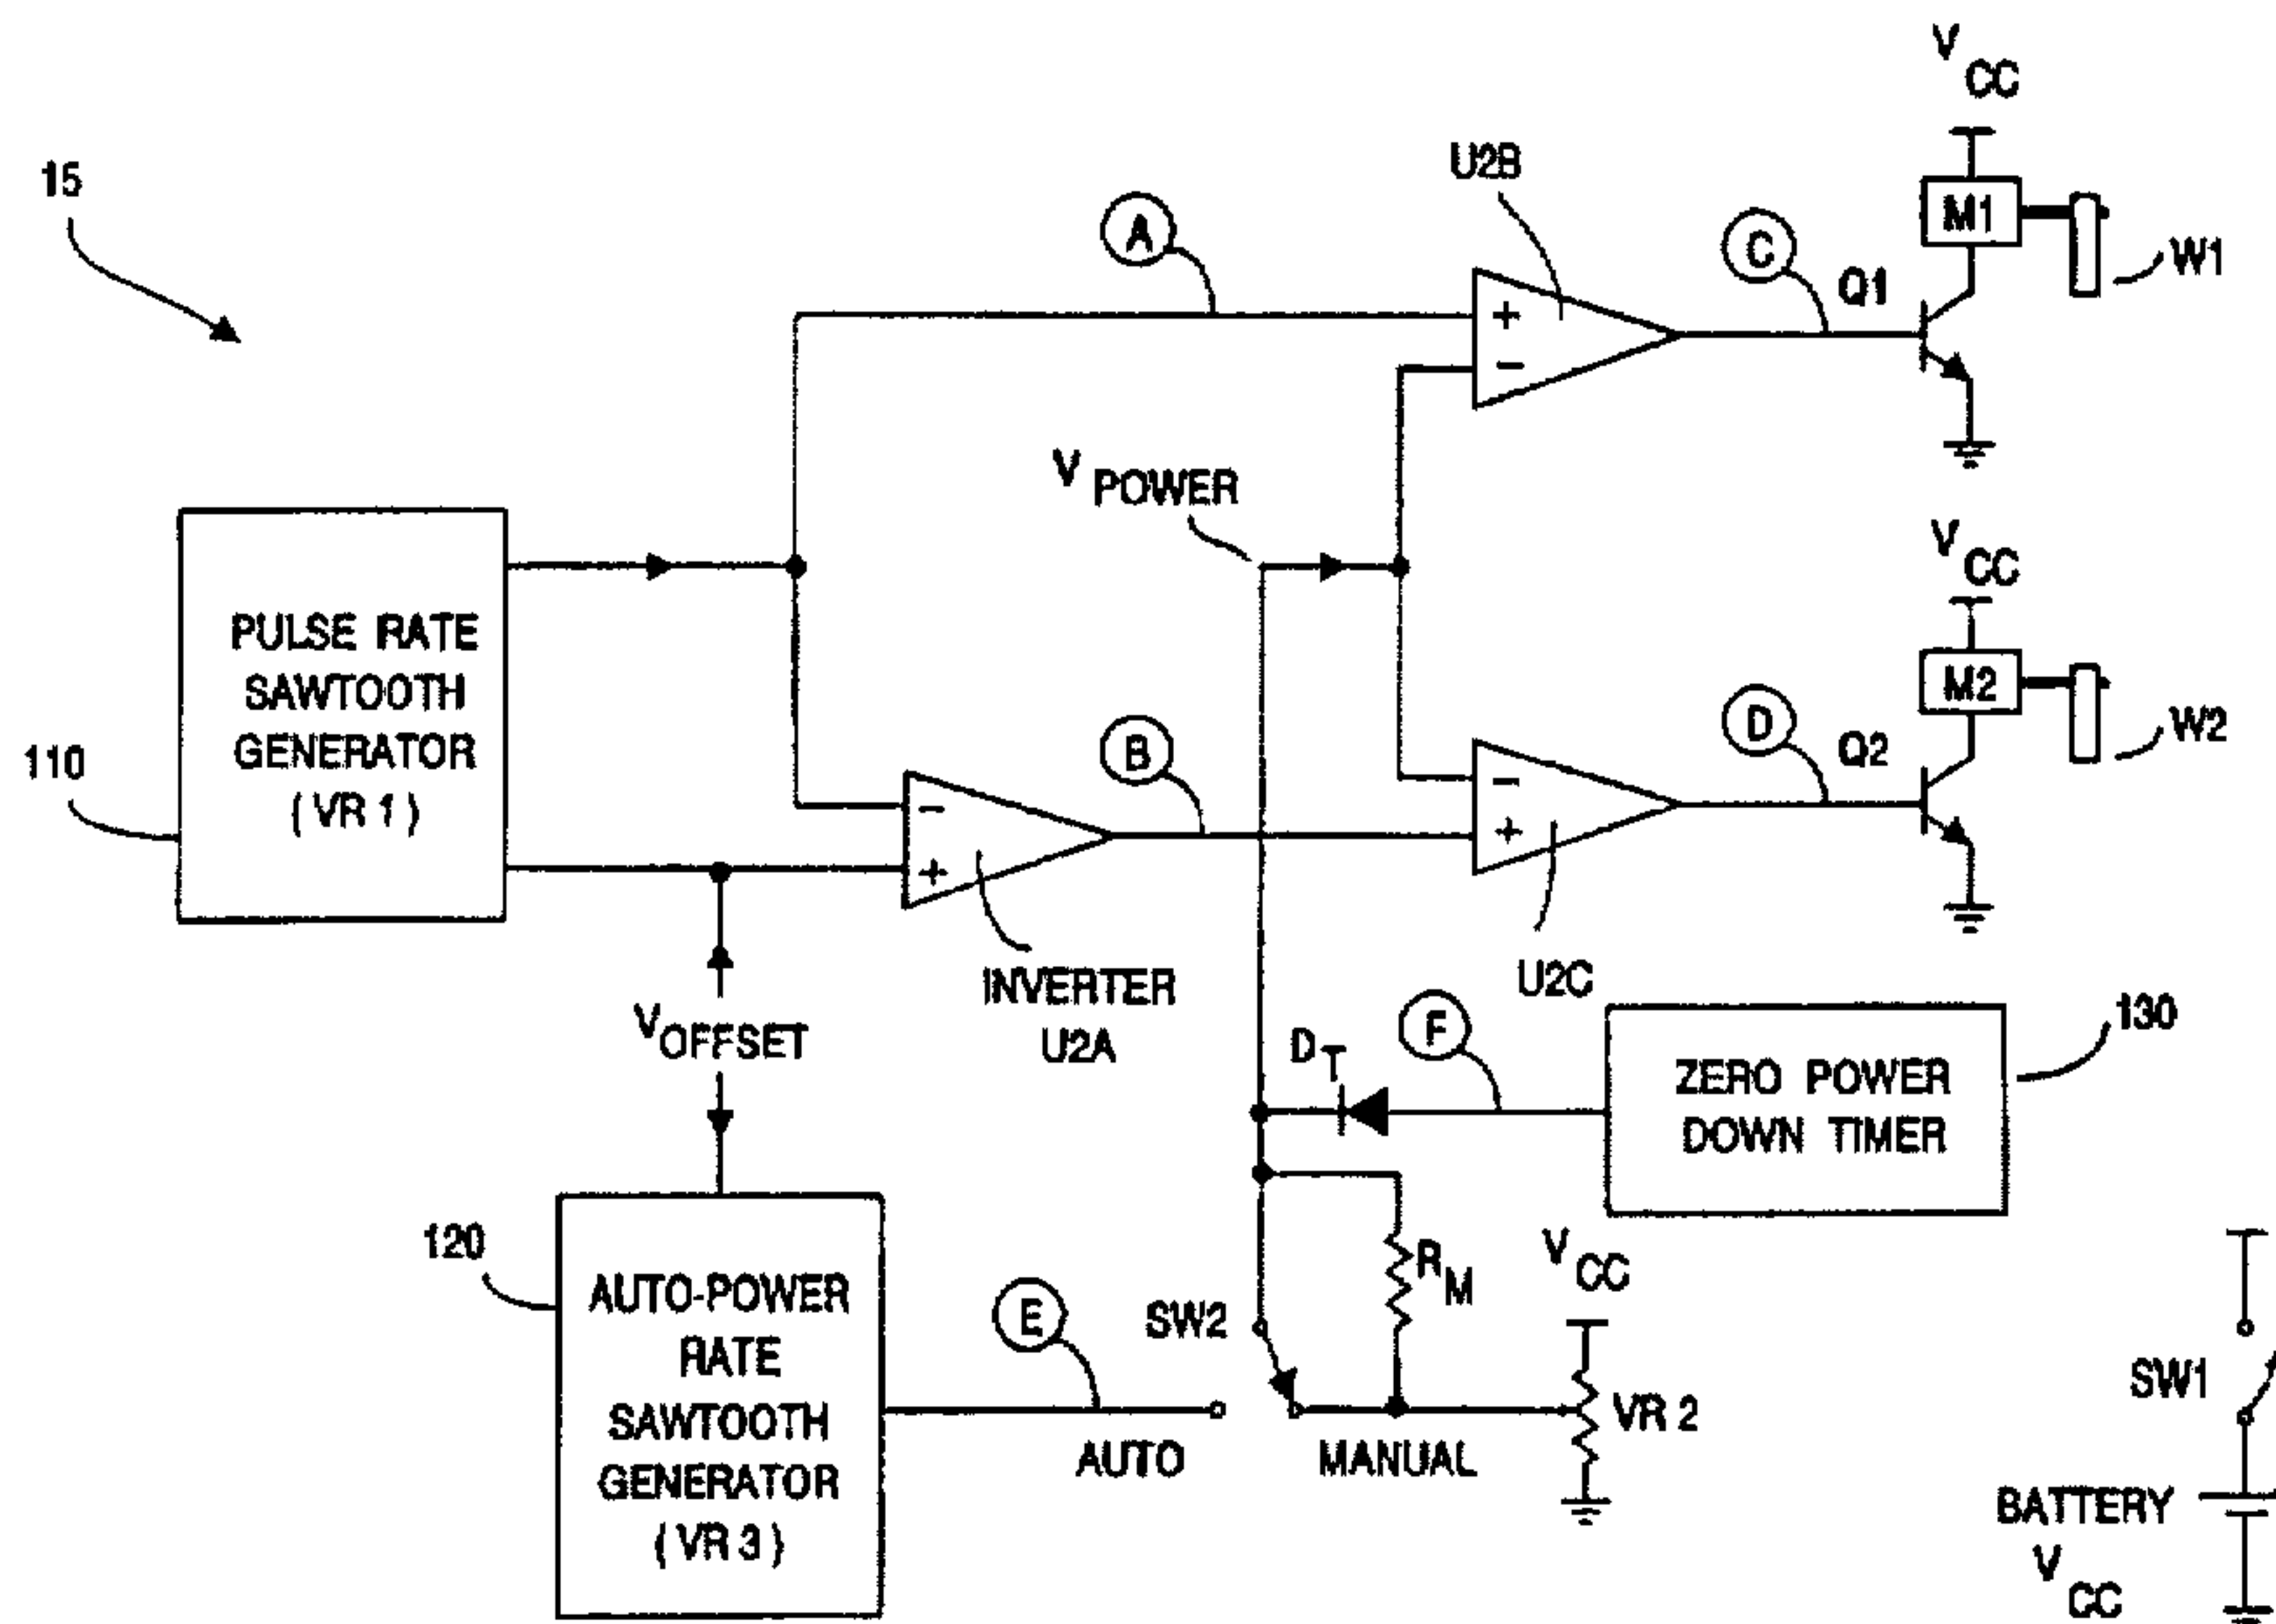 V CC
15
U2B
A
C
Q1
M1
W1
+
−
V POWER
V CC
PULSE RATE
SAWTOOTH
GENERATOR
( VR 1 )
110
M2
B
D
Q2
W2
−
+
−
+
INVERTER
U2A
U2C
V OFFSET
D T
F
ZERO POWER
DOWN TIMER
130
120
AUTO-POWER
RATE
SAWTOOTH
GENERATOR
( VR 3 )
E
SW2
R M
V CC
VR 2
SW1
AUTO
MANUAL
BATTERY
V CC